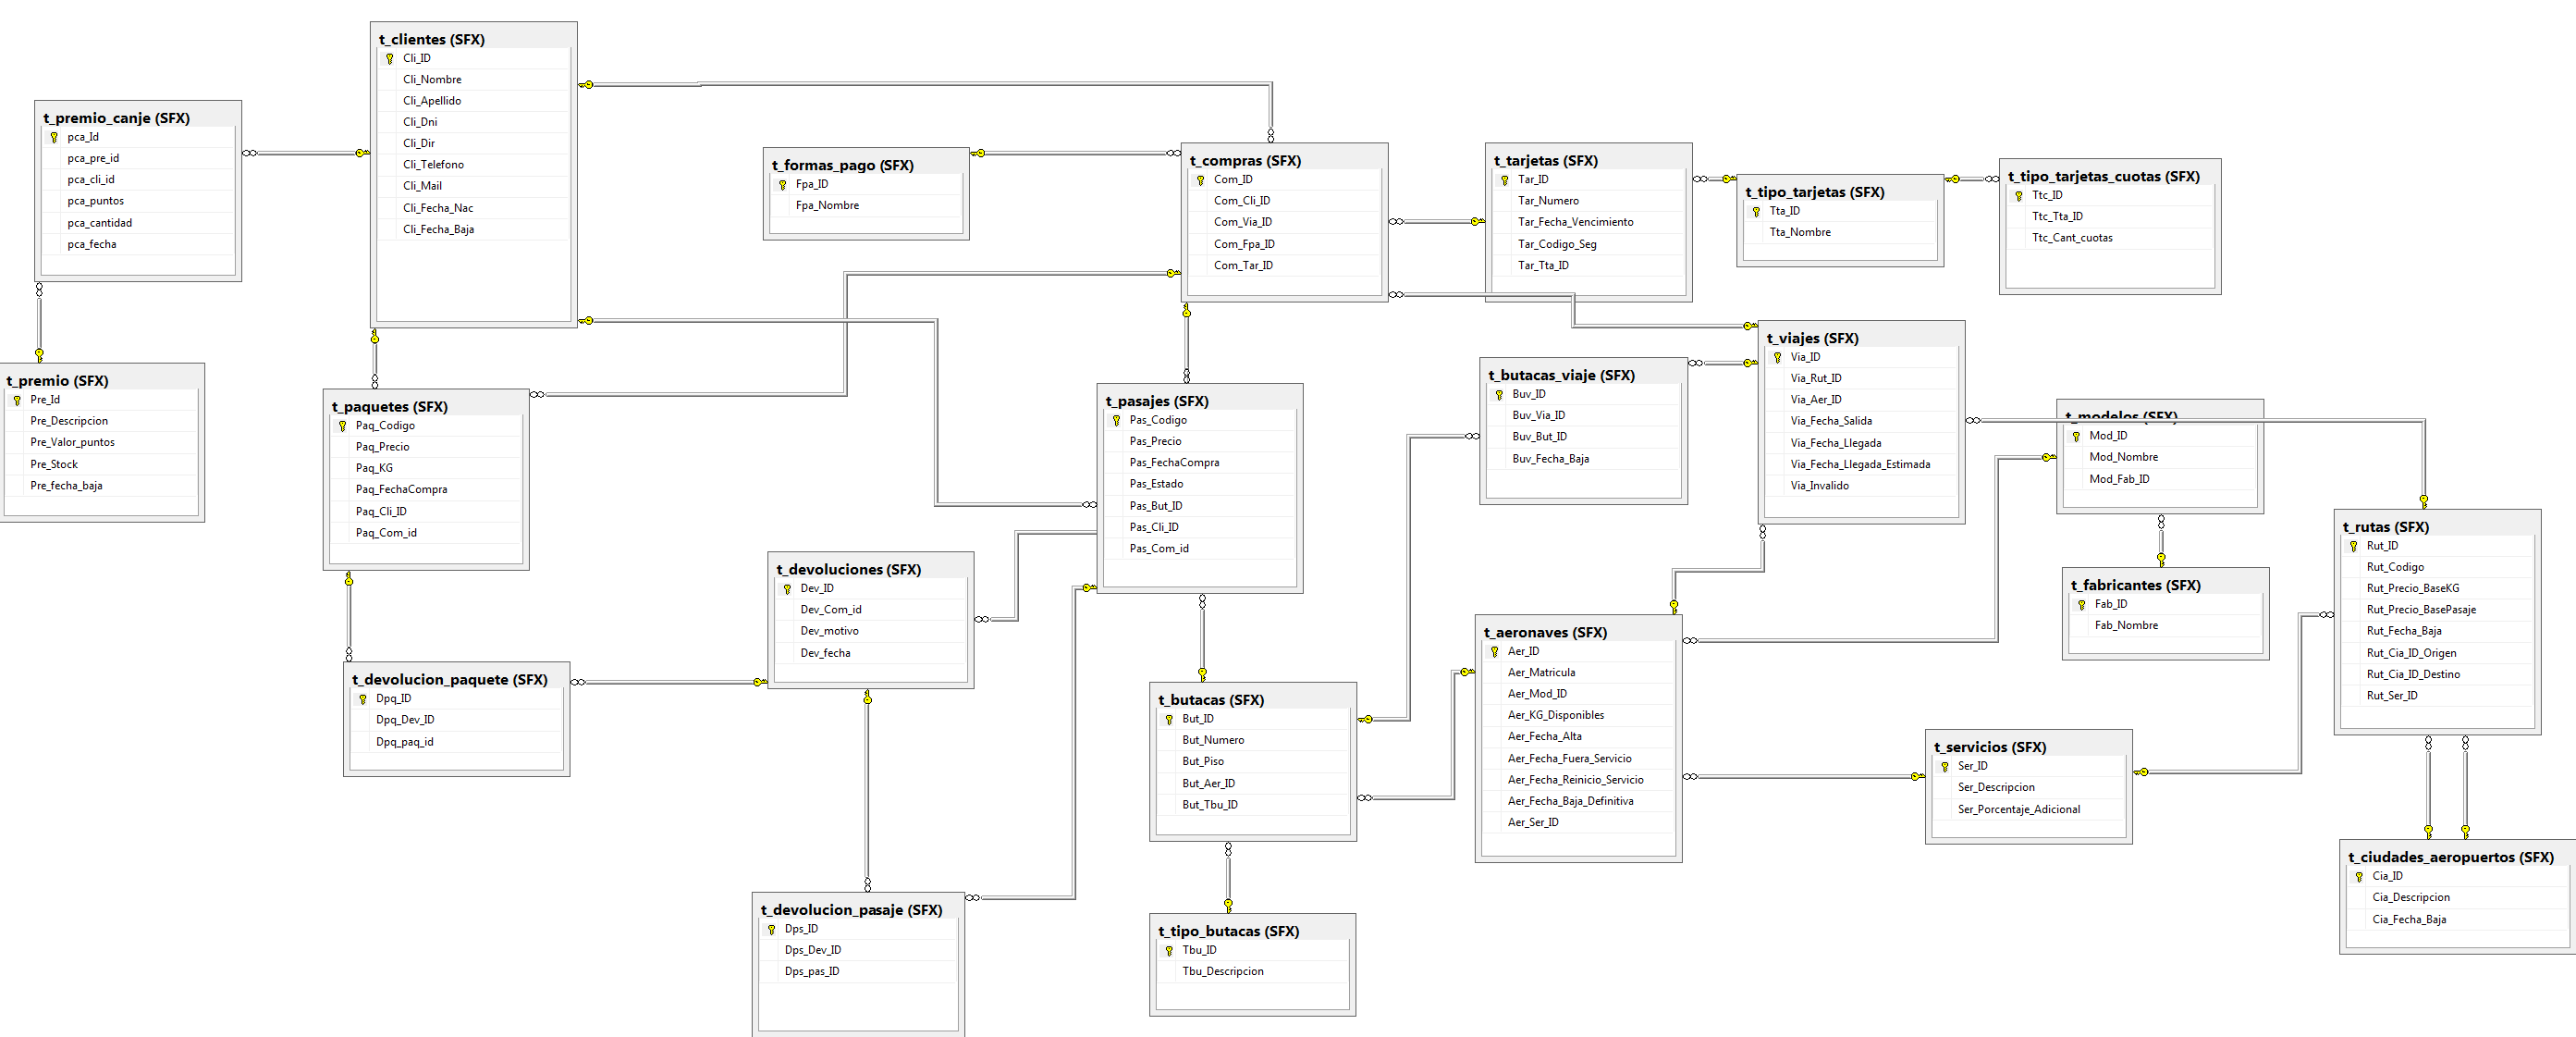 t_clientes (SFX)
Cli_ID
Cli_Nombre
Cli_Apellido
Cli_Dni
Cli_Dir
Cli_Telefono
Cli_Mail
Cli_Fecha_Nac
Cli_Fecha_Baja
t_premio_canje (SFX)
pca_Id
pca_pre_id
pca_cli_id
pca_puntos
pca_cantidad
pca_fecha
t_formas_pago (SFX)
Fpa_ID
Fpa_Nombre
t_compras (SFX)
Com_ID
Com_Cli_ID
Com_Via_ID
Com_Fpa_ID
Com_Tar_ID
t_tarjetas (SFX)
Tar_ID
Tar_Numero
Tar_Fecha_Vencimiento
Tar_Codigo_Seg
Tar_Tta_ID
t_tipo_tarjetas (SFX)
Tta_ID
Tta_Nombre
t_tipo_tarjetas_cuotas (SFX)
Ttc_ID
Ttc_Tta_ID
Ttc_Cant_cuotas
t_premio (SFX)
Pre_Id
Pre_Descripcion
Pre_Valor_puntos
Pre_Stock
Pre_fecha_baja
t_paquetes (SFX)
Paq_Codigo
Paq_Precio
Paq_KG
Paq_FechaCompra
Paq_Cli_ID
Paq_Com_id
t_pasajes (SFX)
Pas_Codigo
Pas_Precio
Pas_FechaCompra
Pas_Estado
Pas_But_ID
Pas_Cli_ID
Pas_Com_id
t_butacas_viaje (SFX)
Buv_ID
Buv_Via_ID
Buv_But_ID
Buv_Fecha_Baja
t_viajes (SFX)
Via_ID
Via_Rut_ID
Via_Aer_ID
Via_Fecha_Salida
Via_Fecha_Llegada
Via_Fecha_Llegada_Estimada
Via_Invalido
t_modelos (SFX)
Mod_ID
Mod_Nombre
Mod_Fab_ID
t_rutas (SFX)
Rut_ID
Rut_Codigo
Rut_Precio_BaseKG
Rut_Precio_BasePasaje
Rut_Fecha_Baja
Rut_Cia_ID_Origen
Rut_Cia_ID_Destino
Rut_Ser_ID
t_devoluciones (SFX)
Dev_ID
Dev_Com_id
Dev_motivo
Dev_fecha
t_fabricantes (SFX)
Fab_ID
Fab_Nombre
t_aeronaves (SFX)
Aer_ID
Aer_Matricula
Aer_Mod_ID
Aer_KG_Disponibles
Aer_Fecha_Alta
Aer_Fecha_Fuera_Servicio
Aer_Fecha_Reinicio_Servicio
Aer_Fecha_Baja_Definitiva
Aer_Ser_ID
t_devolucion_paquete (SFX)
Dpq_ID
Dpq_Dev_ID
Dpq_paq_id
t_butacas (SFX)
But_ID
But_Numero
But_Piso
But_Aer_ID
But_Tbu_ID
t_servicios (SFX)
Ser_ID
Ser_Descripcion
Ser_Porcentaje_Adicional
t_ciudades_aeropuertos (SFX)
Cia_ID
Cia_Descripcion
Cia_Fecha_Baja
t_devolucion_pasaje (SFX)
Dps_ID
Dps_Dev_ID
Dps_pas_ID
t_tipo_butacas (SFX)
Tbu_ID
Tbu_Descripcion